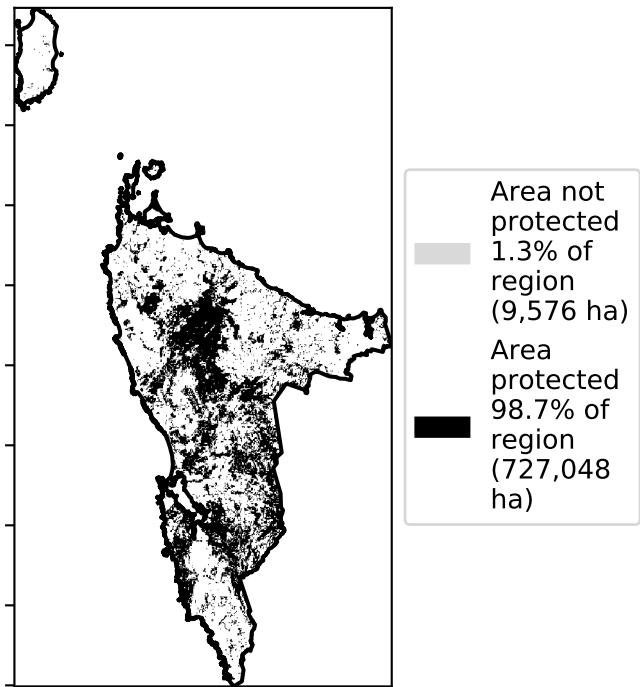 Area not
protected
1.3% of
region
(9,576 ha)
Area
protected
98.7% of
region
(727,048
ha)